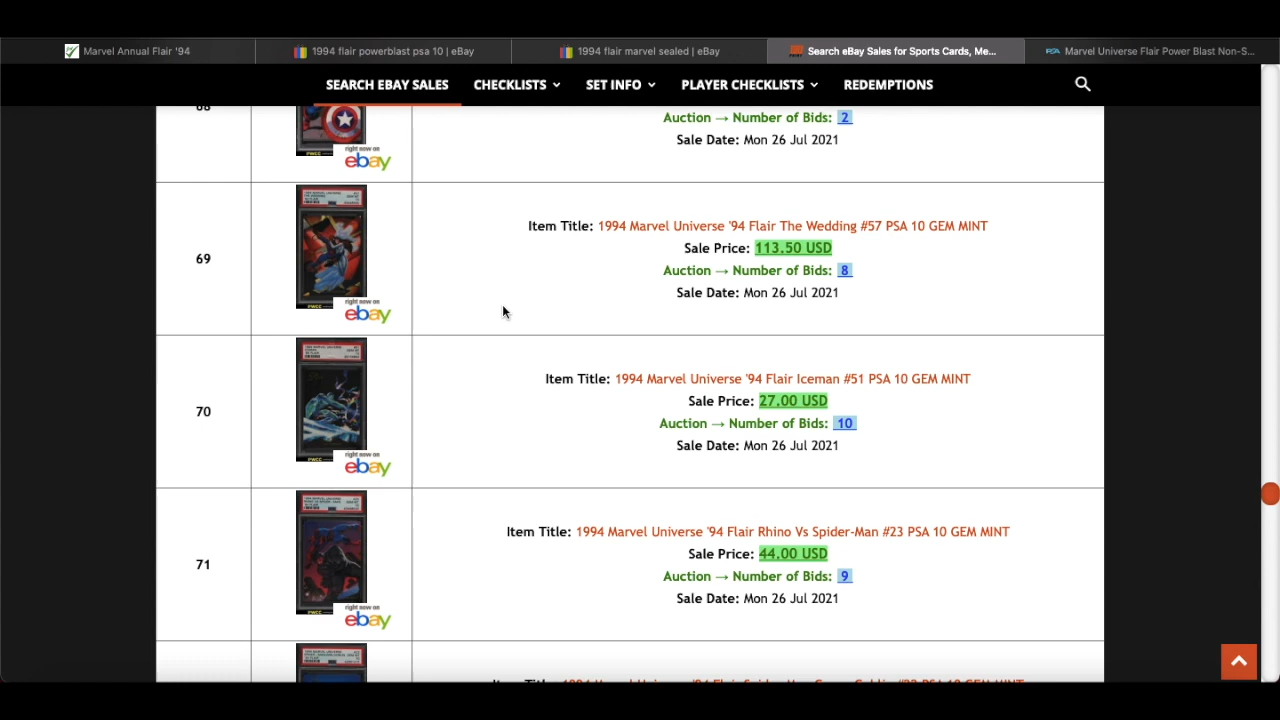 Marvel Annual Flair '94
1994 flair powerblast psa 10 | eBay
1994 flair marvel sealed | eBay
Search eBay Sales for Sports Cards, Me...
PSA
Marvel Universe Flair Power Blast Non-S...
SEARCH EBAY SALES
CHECKLISTS
SET INFO
PLAYER CHECKLISTS
REDEMPTIONS
68
right now on
ebay
Auction → Number of Bids: 2
Sale Date: Mon 26 Jul 2021
69
right now on
ebay
Item Title: 1994 Marvel Universe '94 Flair The Wedding #57 PSA 10 GEM MINT
Sale Price: 113.50 USD
Auction → Number of Bids: 8
Sale Date: Mon 26 Jul 2021
70
right now on
ebay
Item Title: 1994 Marvel Universe '94 Flair Iceman #51 PSA 10 GEM MINT
Sale Price: 27.00 USD
Auction → Number of Bids: 10
Sale Date: Mon 26 Jul 2021
71
right now on
ebay
Item Title: 1994 Marvel Universe '94 Flair Rhino Vs Spider-Man #23 PSA 10 GEM MINT
Sale Price: 44.00 USD
Auction → Number of Bids: 9
Sale Date: Mon 26 Jul 2021